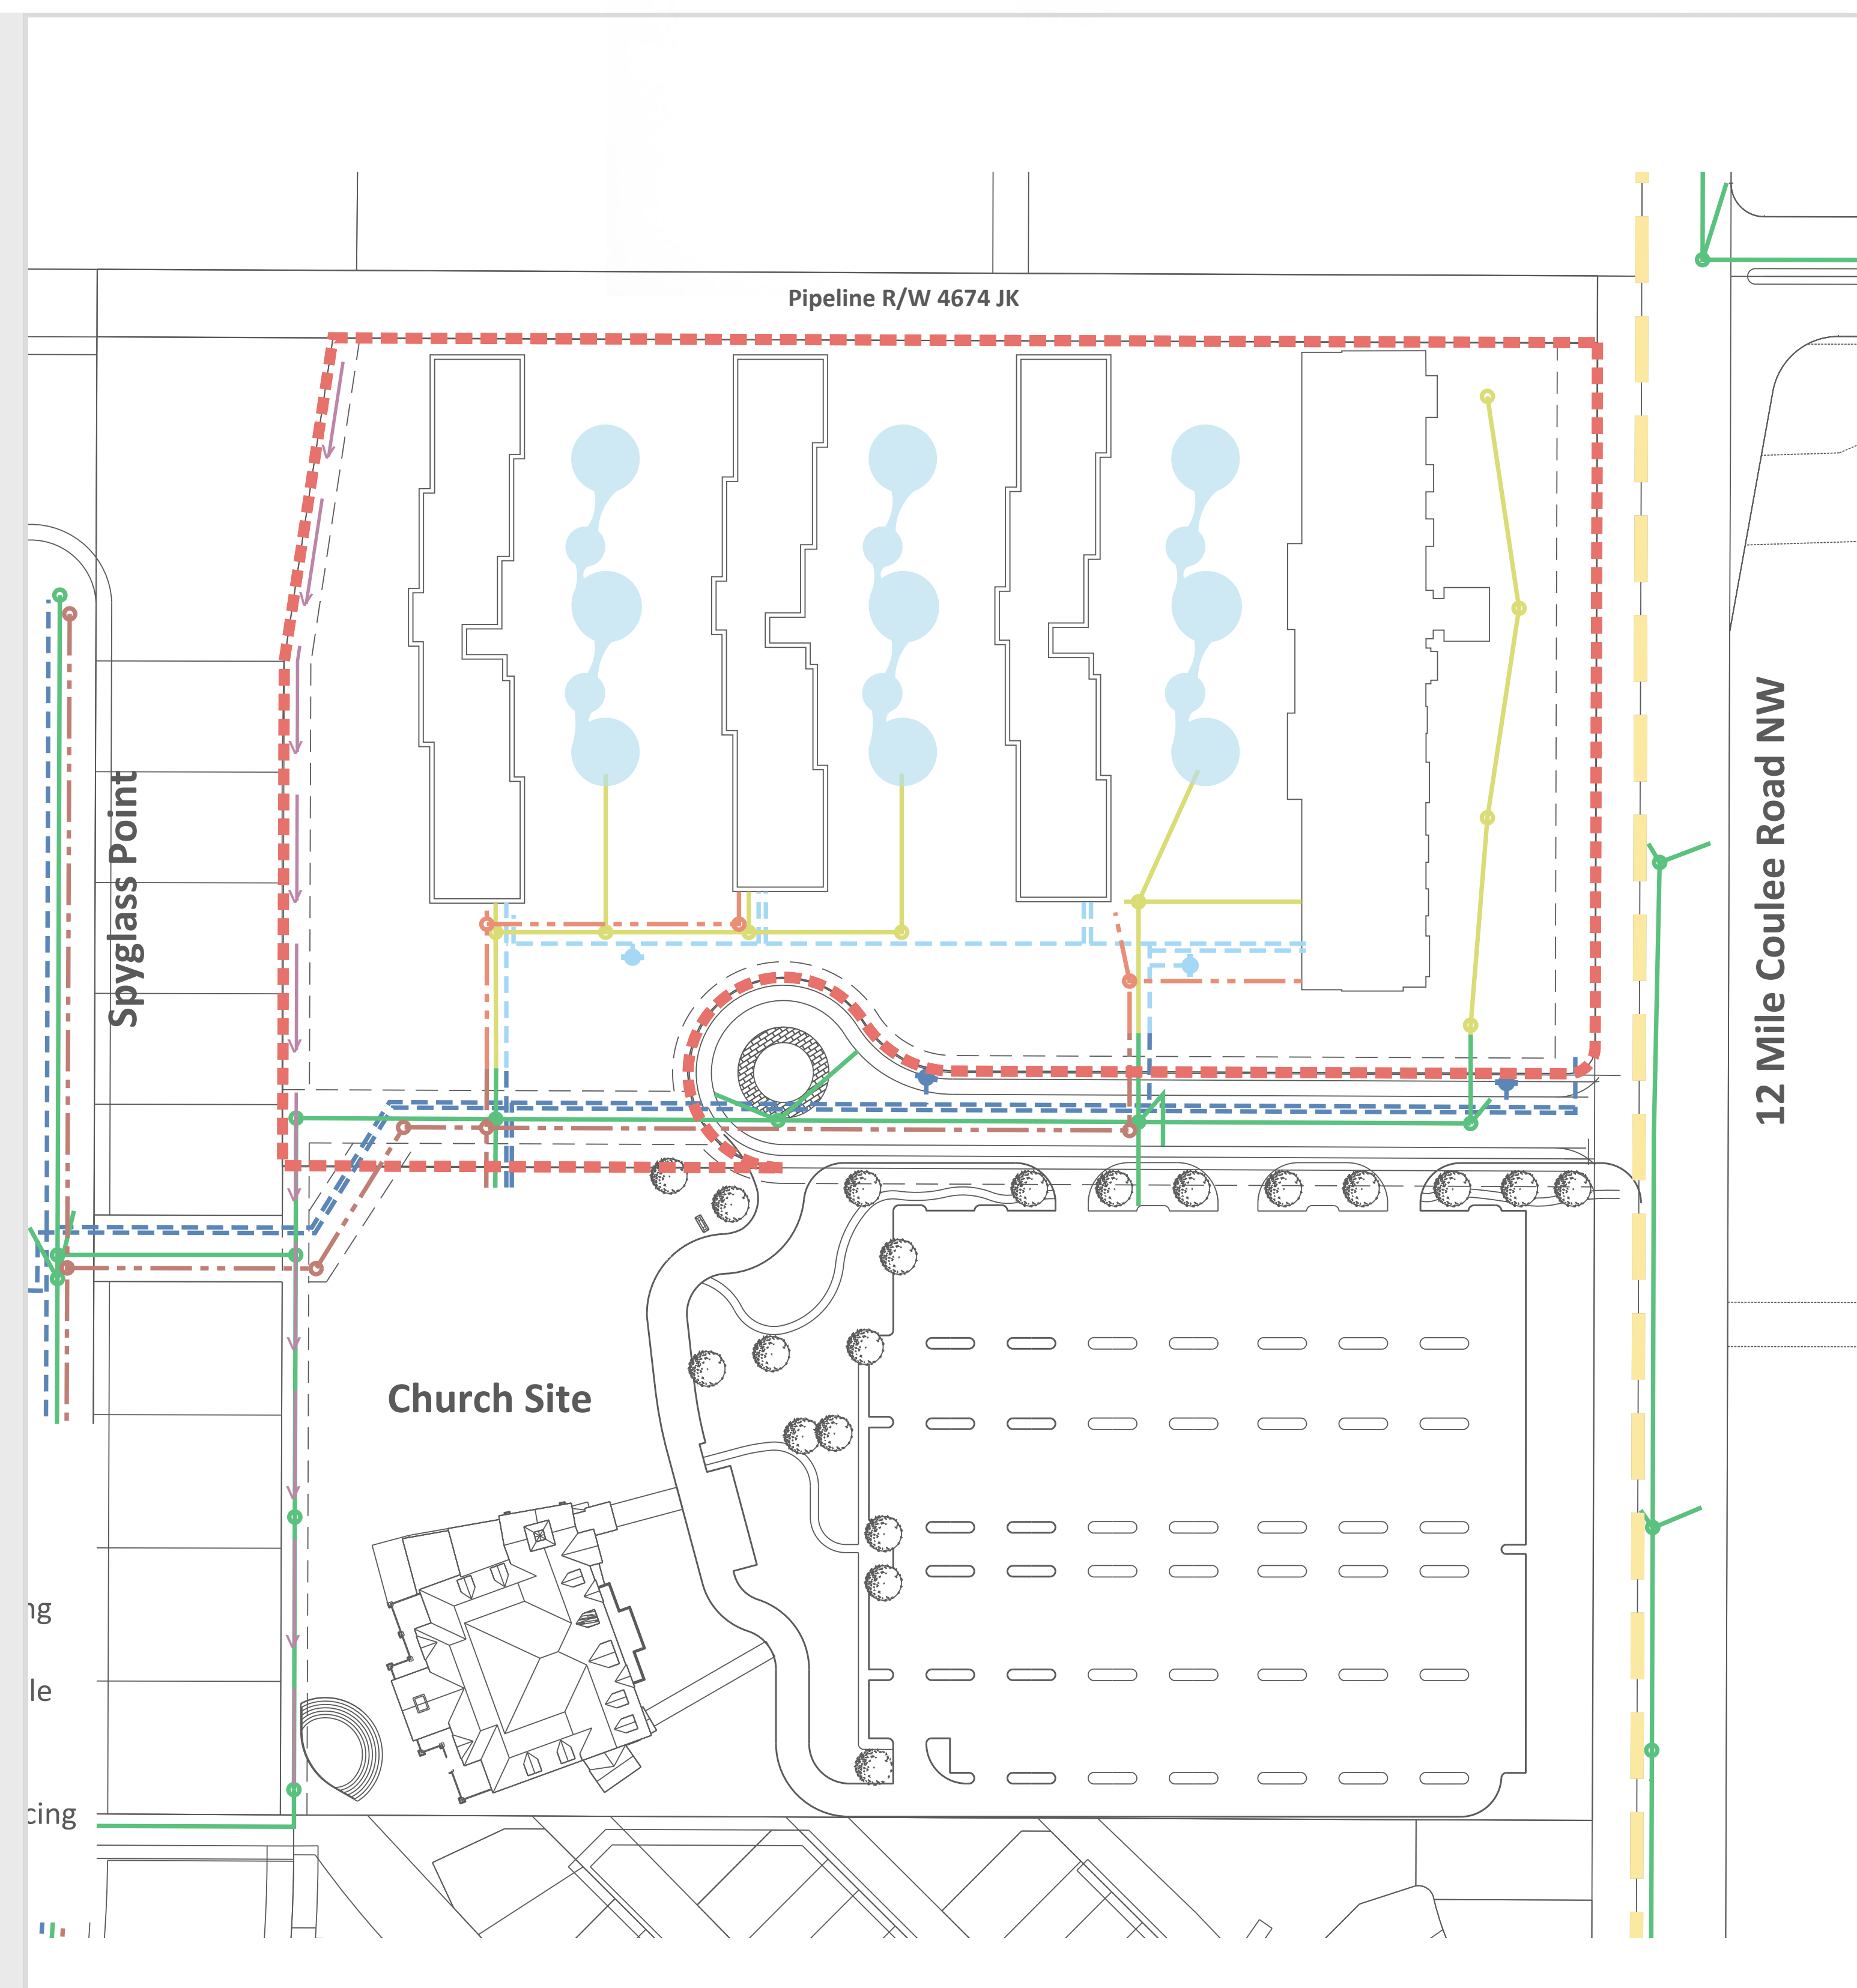 Pipeline R/W 4674 JK
Spyglass Point
12 Mile Coulee Road NW
Church Site
ng
le
cing